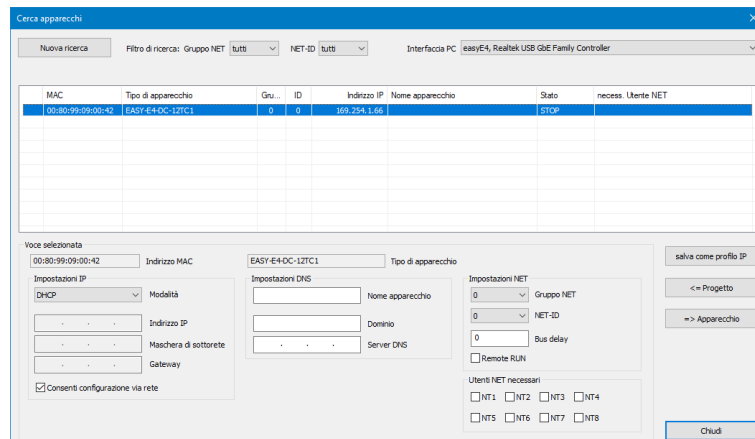 Cerca apparecchi
Nuova ricerca Filtro di ricerca: Gruppo NET tutti NET-ID tutti Interfaccia PC easyE4, Realtek USB GbE Family Controller
MAC Tipo di apparecchio Gru... ID Indirizzo IP Nome apparecchio Stato necess. Utente NET
00:80:99:09:00:42 EASY-E4-DC-12TC1 0 0 169.254.1.66 STOP
Voce selezionata
00:80:99:09:00:42 Indirizzo MAC EASY-E4-DC-12TC1 Tipo di apparecchio salva come profilo IP
Impostazioni IP Impostazioni DNS Impostazioni NET
DHCP Modalità Nome apparecchio 0 Gruppo NET <= Progetto
Indirizzo IP Dominio 0 NET-ID => Apparecchio
Maschera di sottorete Server DNS 0 Bus delay
Gateway Remote RUN
Consenti configurazione via rete
Utenti NET necessari
NT1 NT2 NT3 NT4
NT5 NT6 NT7 NT8
Chiudi